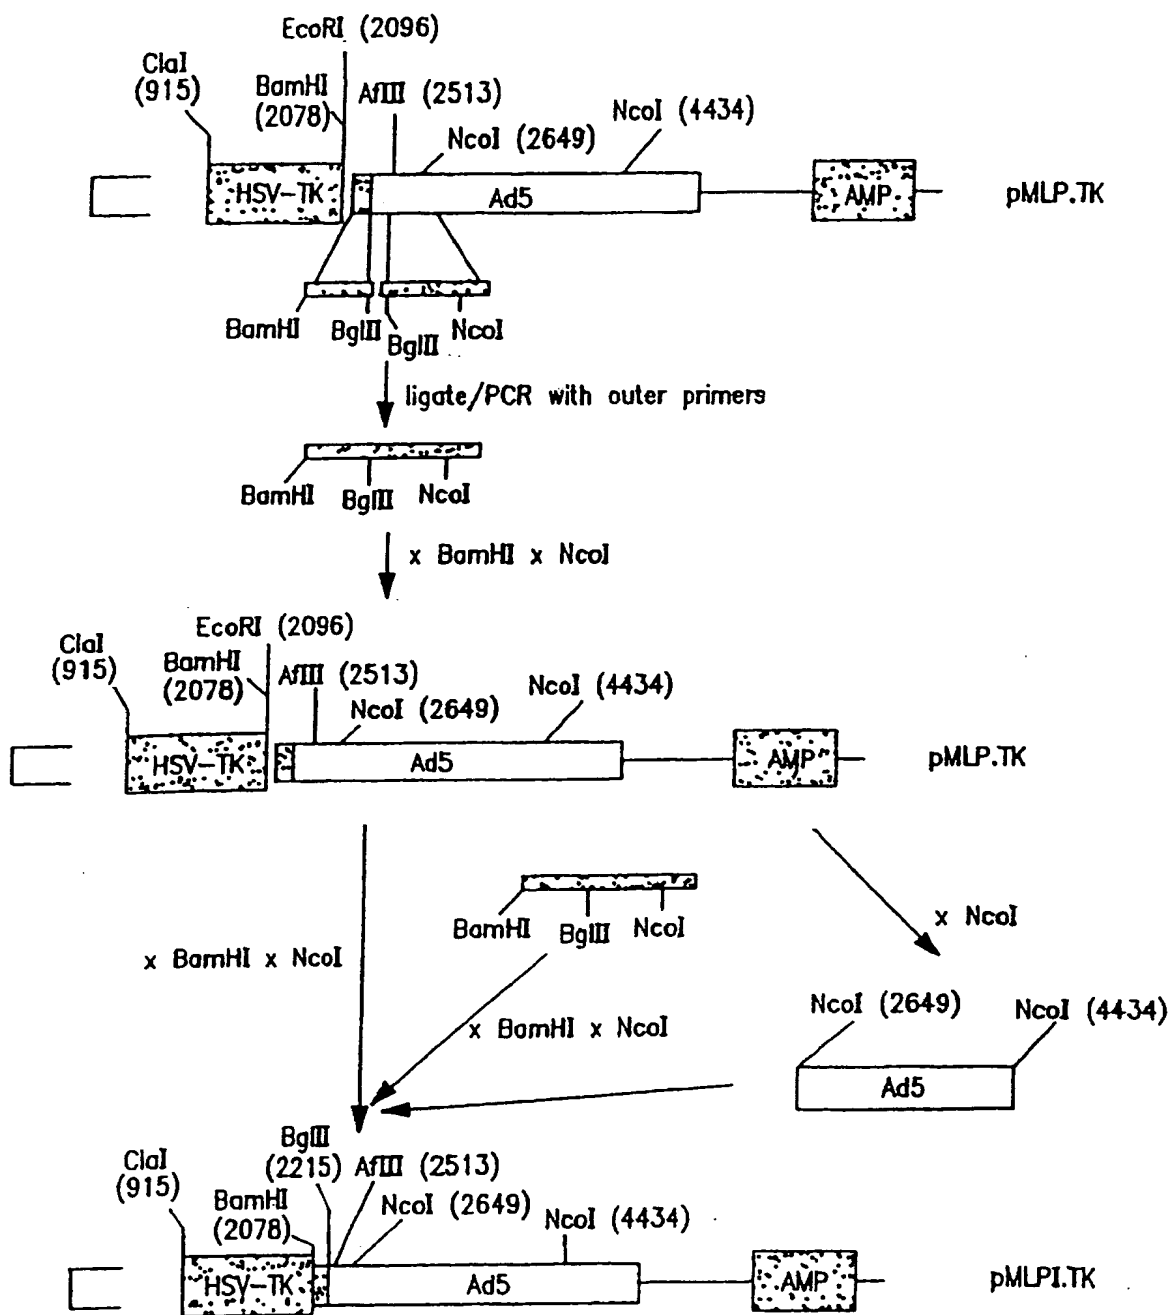 EcoRI (2096)
ClaI
(915)
BamHI
(2078)
AflII (2513)
NcoI (2649)
NcoI (4434)
HSV-TK
Ad5
AMP
pMLP.TK
BamHI
BglII
BglII
NcoI
ligate/PCR with outer primers
BamHI
BglII
NcoI
x BamHI x NcoI
EcoRI (2096)
ClaI
(915)
BamHI
(2078)
AflII (2513)
NcoI (2649)
NcoI (4434)
HSV-TK
Ad5
AMP
pMLP.TK
BamHI
BglII
NcoI
x NcoI
x BamHI x NcoI
x BamHI x NcoI
NcoI (2649)
NcoI (4434)
Ad5
ClaI
(915)
BamHI
(2078)
BglII
(2215)
AflII (2513)
NcoI (2649)
NcoI (4434)
HSV-TK
Ad5
AMP
pMLPI.TK